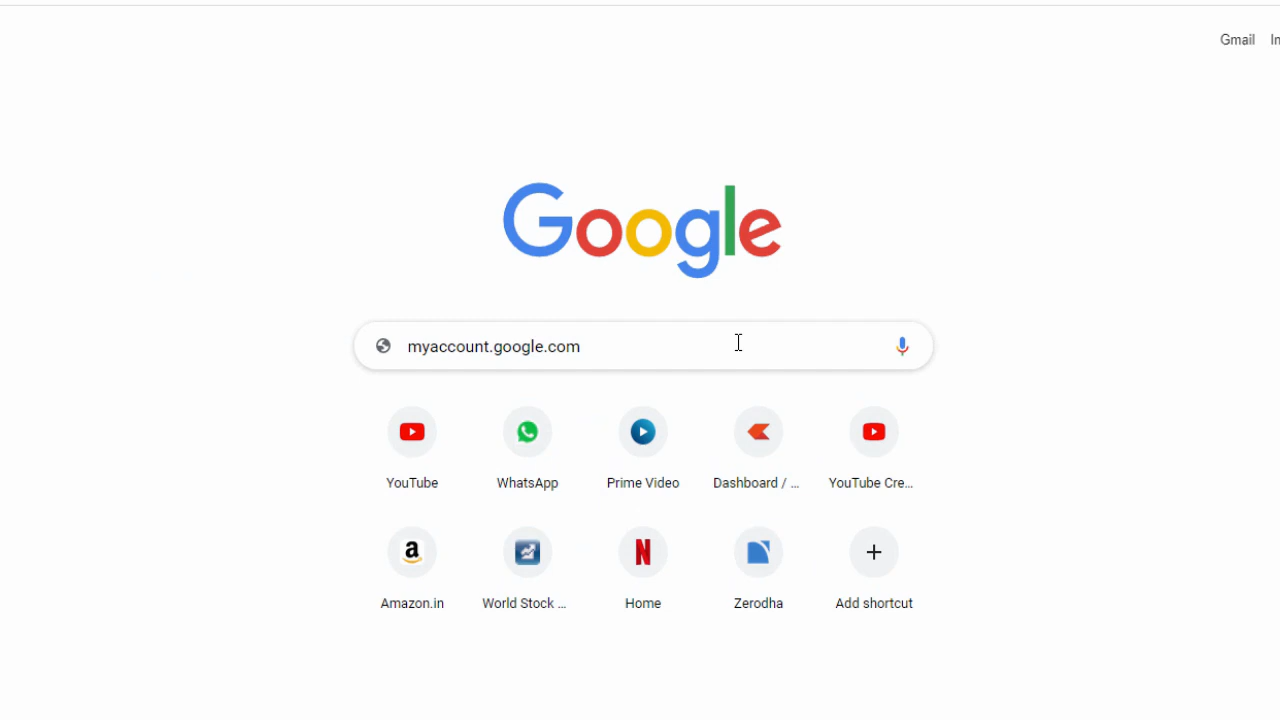 Gmail
Google
myaccount.google.com
YouTube WhatsApp Prime Video Dashboard / ... YouTube Cre...
a
N
Amazon.in World Stock ... Home Zerodha Add shortcut